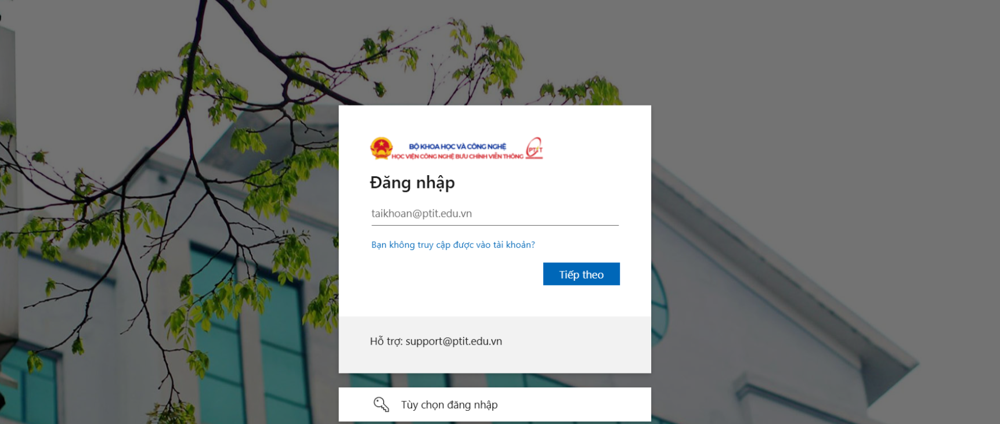 BỘ KHOA HỌC VÀ CÔNG NGHỆ
HỌC VIỆN CÔNG NGHỆ BƯU CHÍNH VIỄN THÔNG
PTIT
Đăng nhập
taikhoan@ptit.edu.vn
Bạn không truy cập được vào tài khoản?
Tiếp theo
Hỗ trợ: support@ptit.edu.vn
Tùy chọn đăng nhập